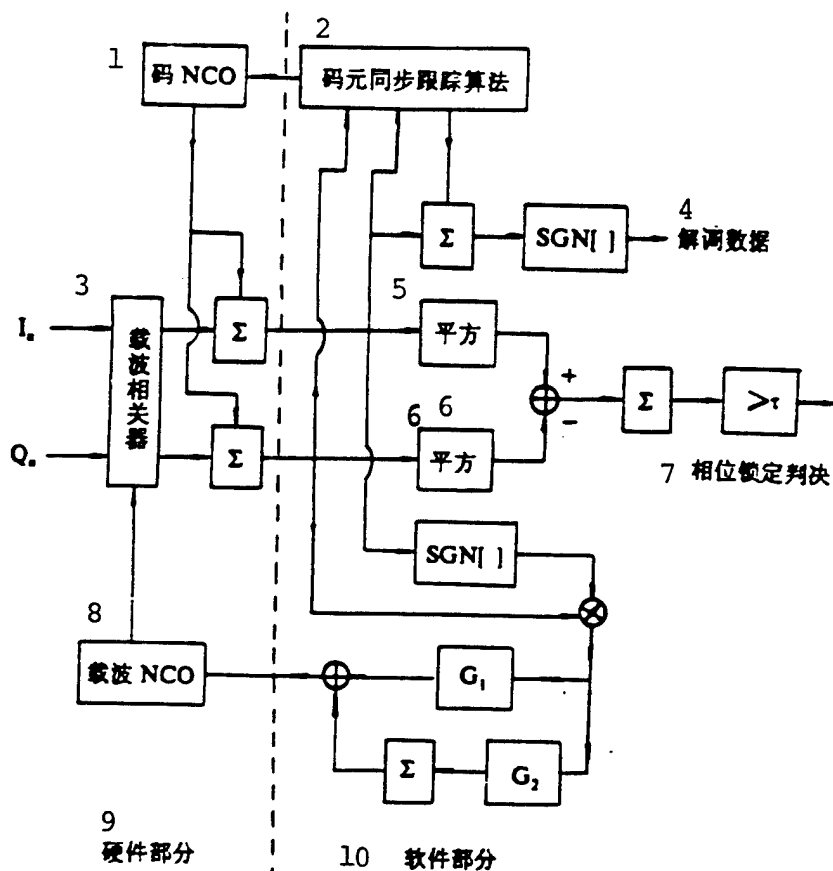 1
2
码 NCO
码元同步跟踪算法
Σ
SGN[ ]
4
解调数据
3
5
Iₙ
载波相关器
Σ
平方
+
−
Σ
>τ
Qₙ
Σ
6 6
平方
7 相位锁定判决
SGN[ ]
8
载波 NCO
G₁
Σ
G₂
9
硬件部分
10 软件部分